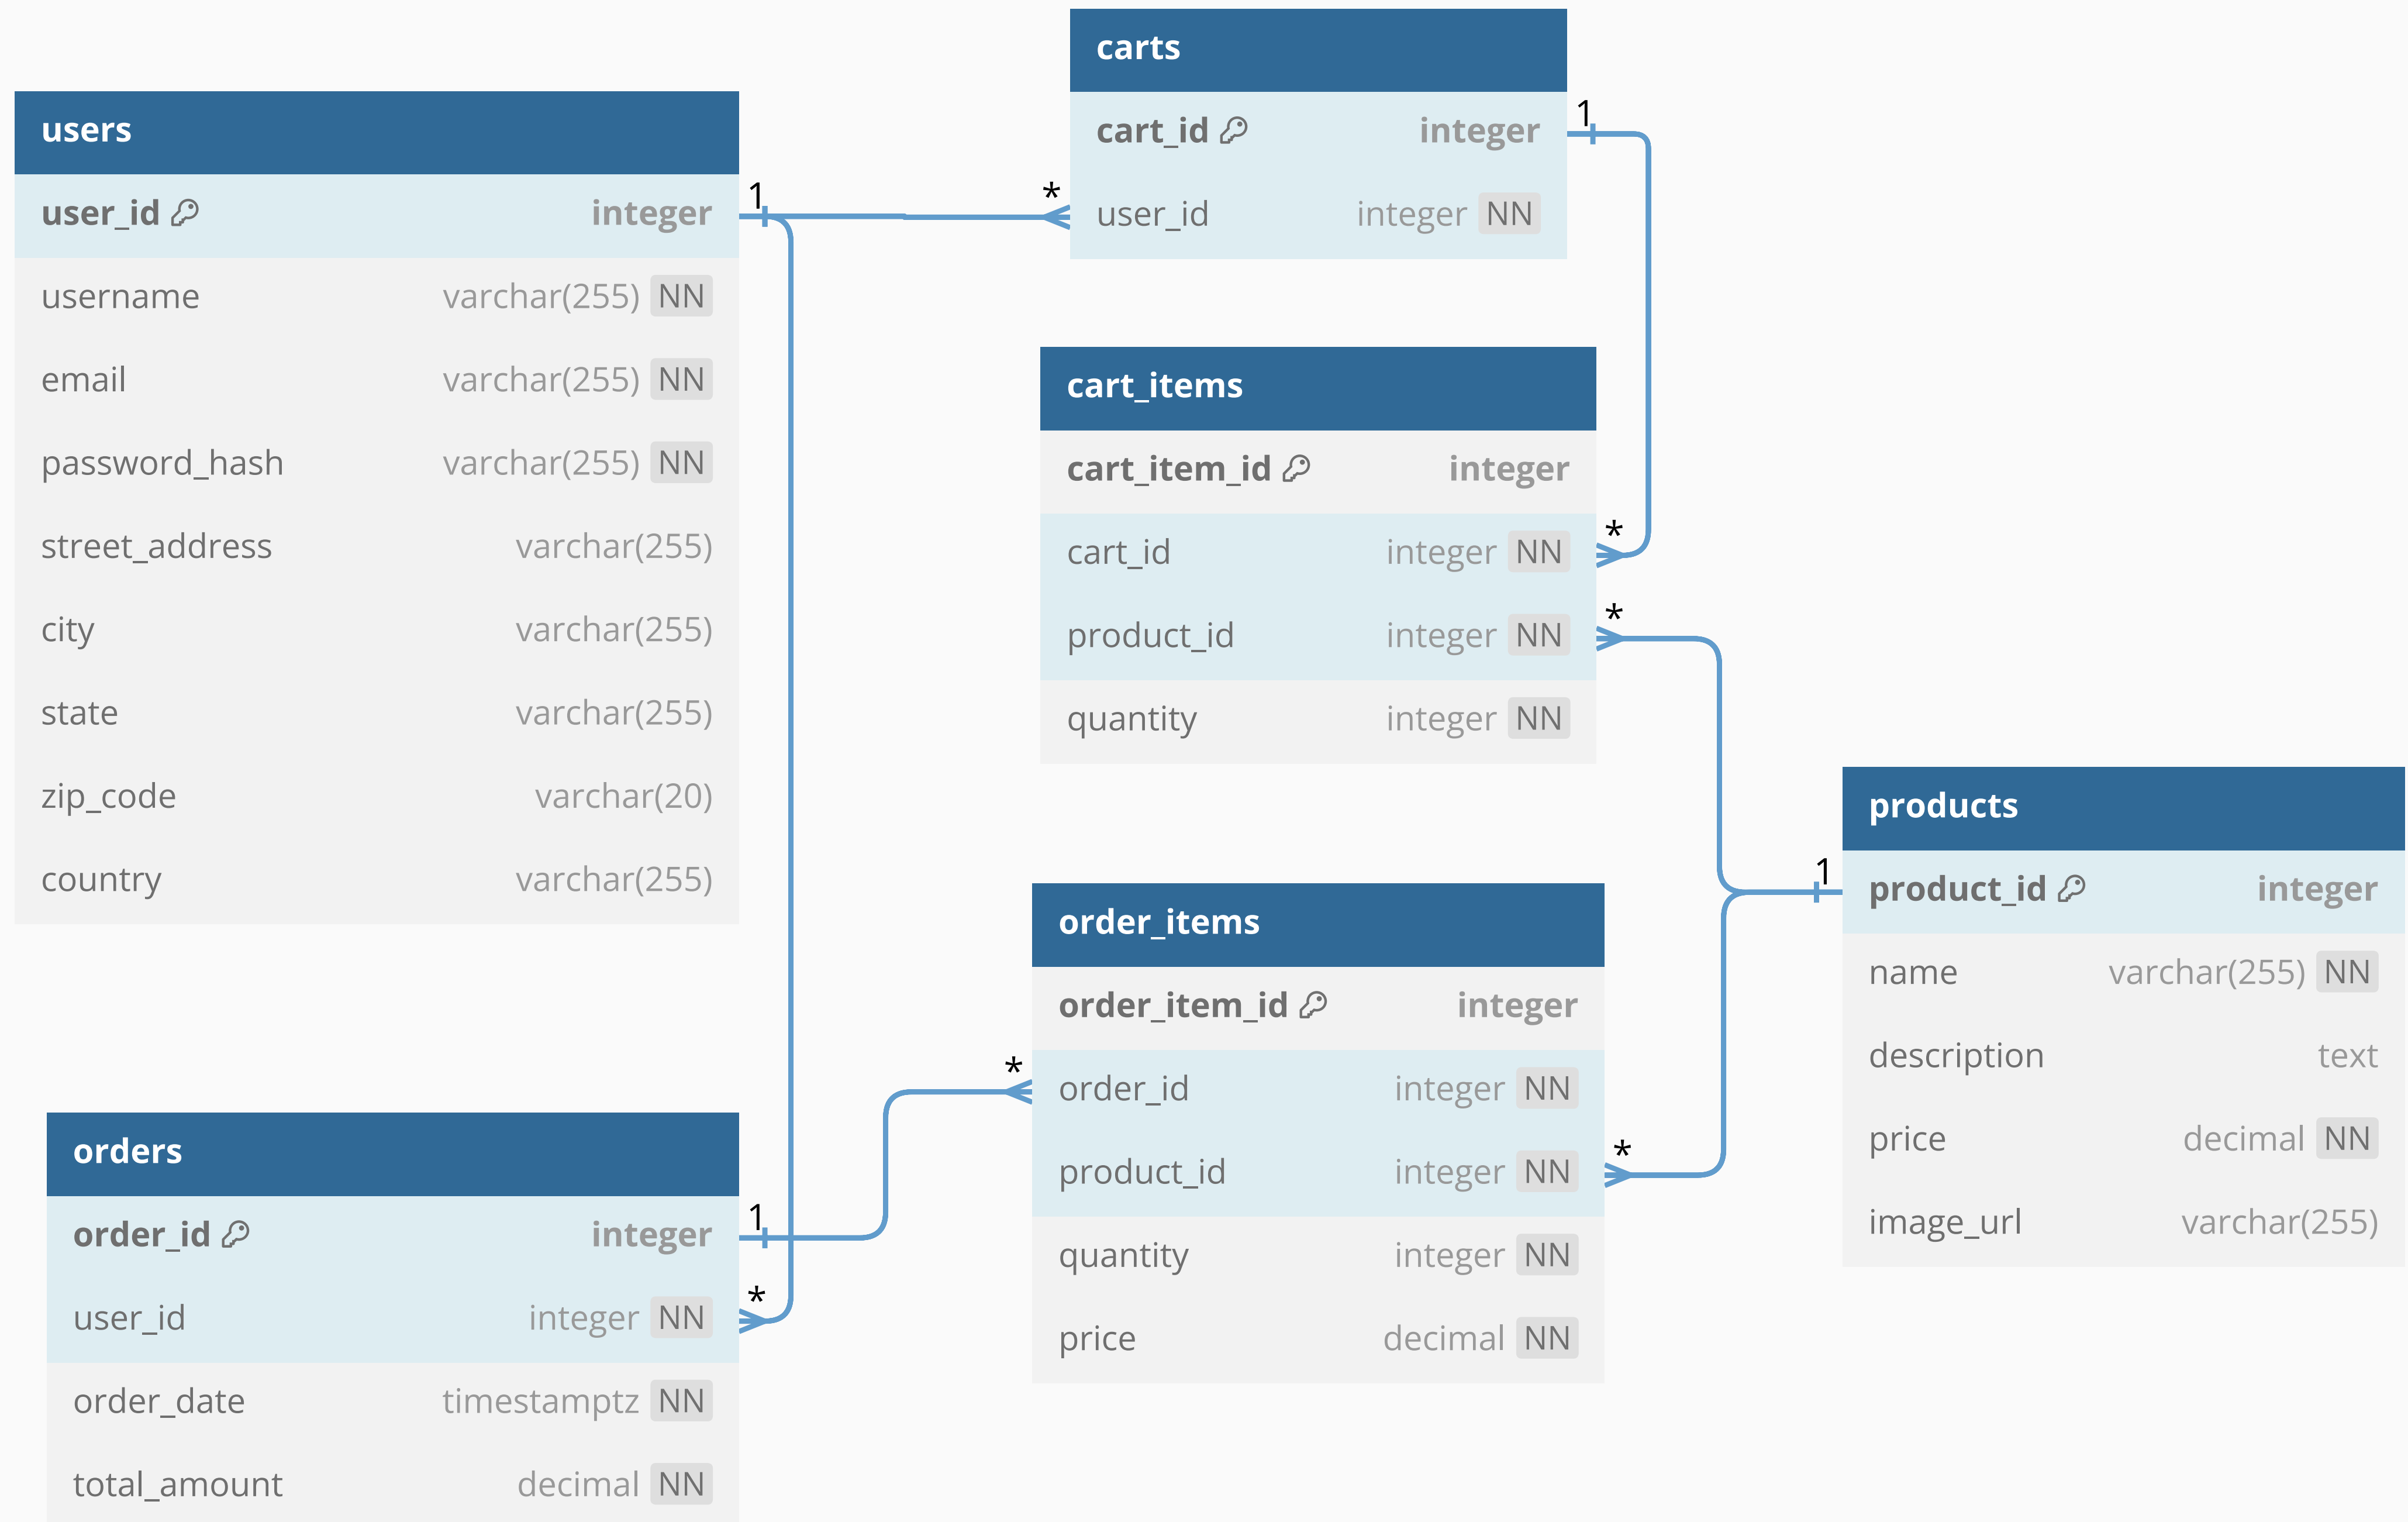 users
user_id integer
username varchar(255) NN
email varchar(255) NN
password_hash varchar(255) NN
street_address varchar(255)
city varchar(255)
state varchar(255)
zip_code varchar(20)
country varchar(255)
1
*
carts
cart_id integer
user_id integer NN
1
cart_items
cart_item_id integer
cart_id integer NN
product_id integer NN
quantity integer NN
*
*
products
product_id integer
name varchar(255) NN
description text
price decimal NN
image_url varchar(255)
1
order_items
order_item_id integer
order_id integer NN
product_id integer NN
quantity integer NN
price decimal NN
*
*
orders
order_id integer
user_id integer NN
order_date timestamptz NN
total_amount decimal NN
1
*